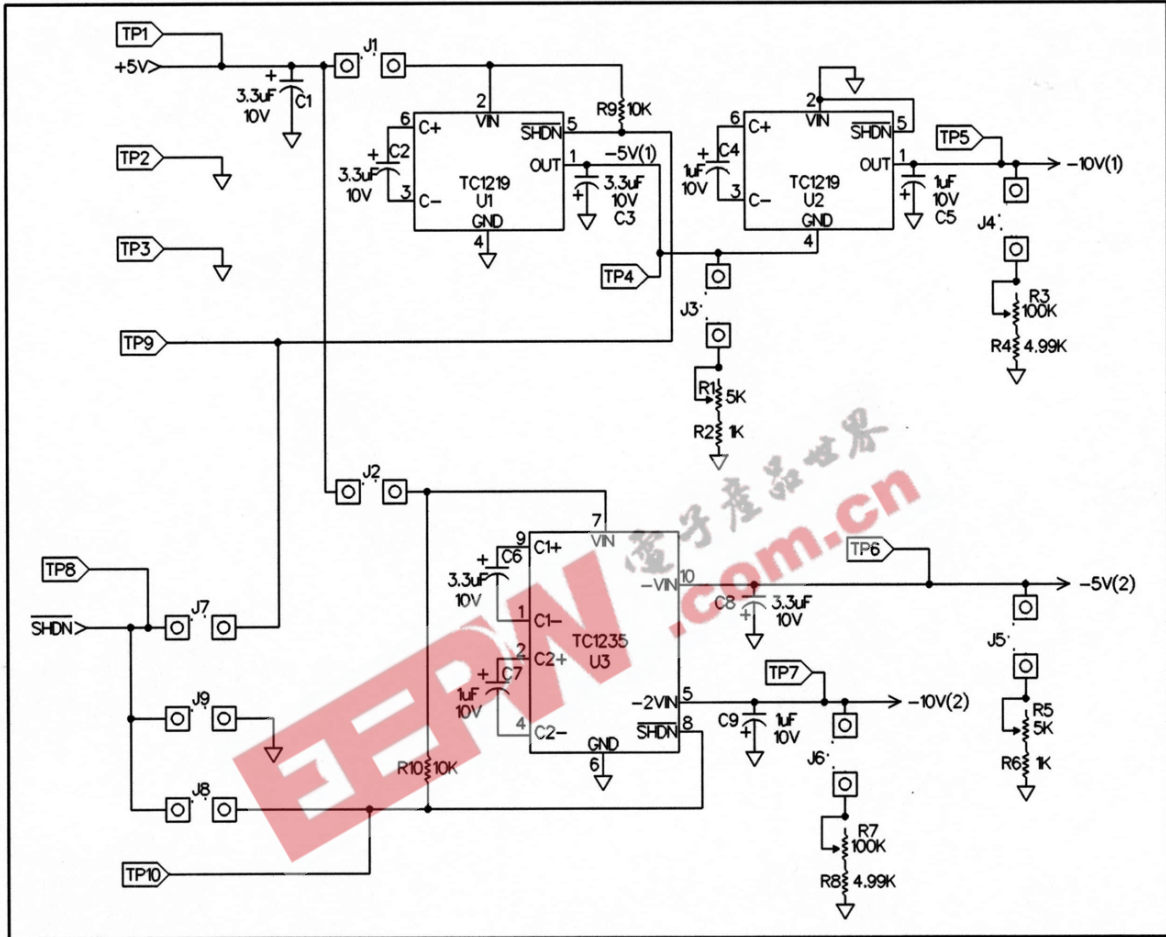 TP1
+5V
J1
3.3uF
10V
C1
R9
10K
2
VIN
6
C+
SHDN
5
C2
3.3uF
10V
OUT
1
-5V(1)
3
C-
TC1219
U1
3.3uF
10V
C3
GND
4
2
VIN
6
C+
SHDN
5
C4
1uF
10V
OUT
1
3
C-
TC1219
U2
1uF
10V
C5
GND
4
TP5
-10V(1)
TP2
TP3
TP4
J3
J4
R3
100K
R4
4.99K
TP9
R1
5K
R2
1K
J2
7
VIN
電子產品世界
.com.cn
EEPW
9
C1+
C6
3.3uF
10V
1
C1-
TC1235
U3
2
C2+
C7
1uF
10V
4
C2-
-VIN
10
C8
3.3uF
10V
TP6
-5V(2)
-2VIN
5
C9
1uF
10V
TP7
-10V(2)
SHDN
8
GND
6
J5
R5
5K
R6
1K
J6
R7
100K
R8
4.99K
TP8
SHDN
J7
J9
J8
R10
10K
TP10